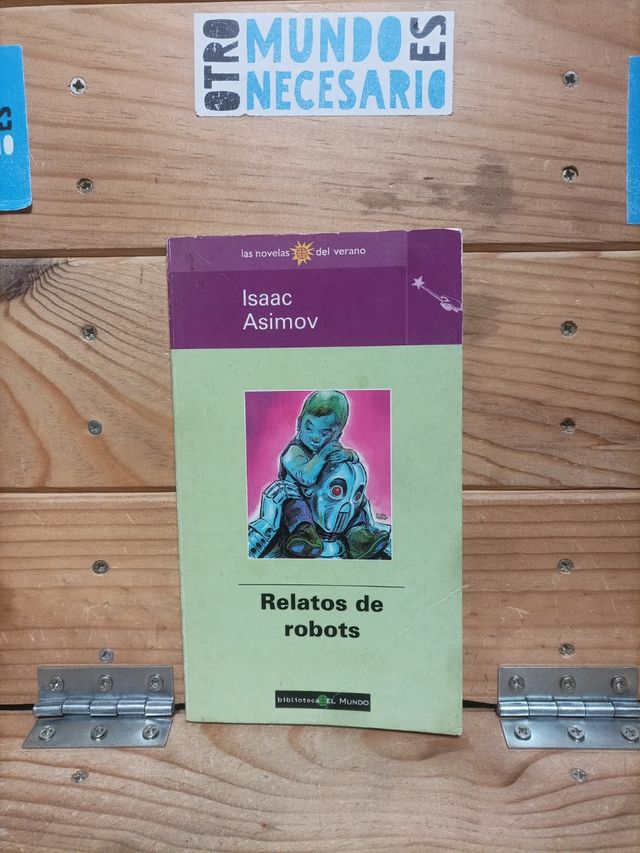 OTRO MUNDO ES
NECESARIO
las novelas del verano
Isaac
Asimov
Relatos de
robots
biblioteca EL MUNDO